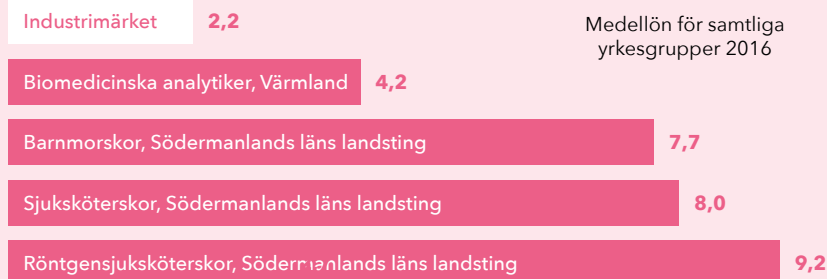 Industrimärket 2,2
Medellön för samtliga
yrkesgrupper 2016
Biomedicinska analytiker, Värmland 4,2
Barnmorskor, Södermanlands läns landsting 7,7
Sjuksköterskor, Södermanlands läns landsting 8,0
Röntgensjuksköterskor, Södermanlands läns landsting 9,2